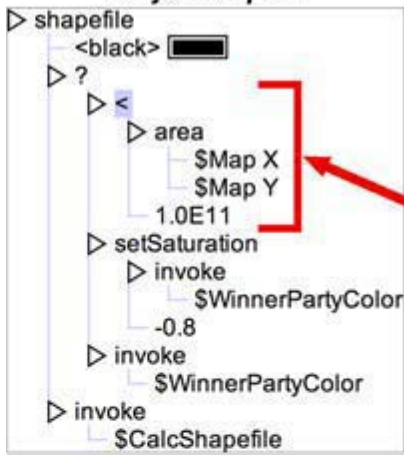 shapefile
<black>
?
<
area
$Map X
$Map Y
1.0E11
setSaturation
invoke
$WinnerPartyColor
-0.8
invoke
$WinnerPartyColor
invoke
$CalcShapefile